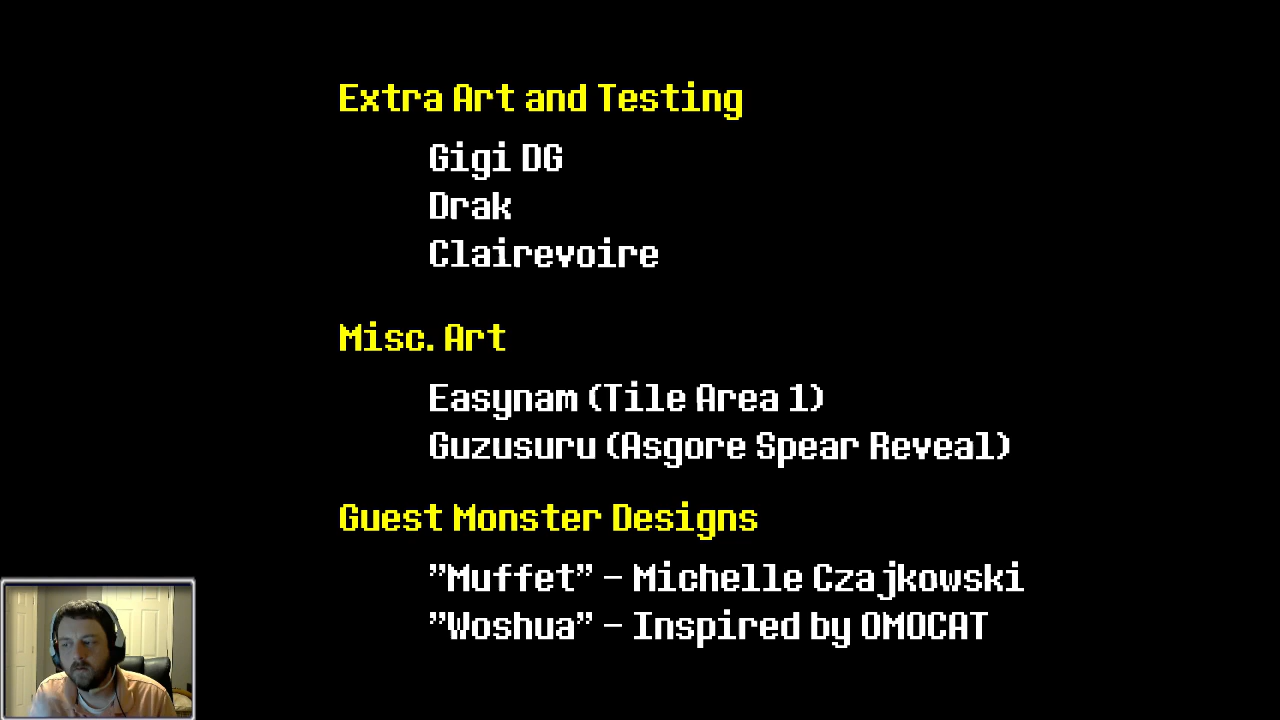 Extra Art and Testing
Gigi DG
Drak
Clairevoire
Misc. Art
Easynam (Tile Area 1)
Guzusuru (Asgore Spear Reveal)
Guest Monster Designs
”Muffet” - Michelle Czajkowski
”Woshua” - Inspired by OMOCAT